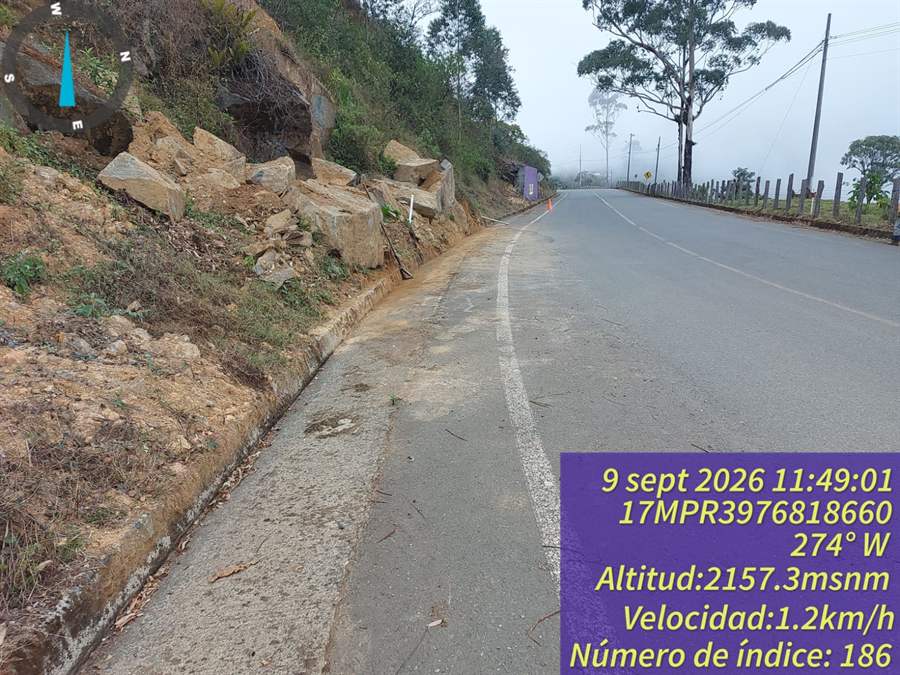 W
N
S
E
9 sept 2026 11:49:01
17MPR3976818660
274° W
Altitud:2157.3msnm
Velocidad:1.2km/h
Número de índice: 186